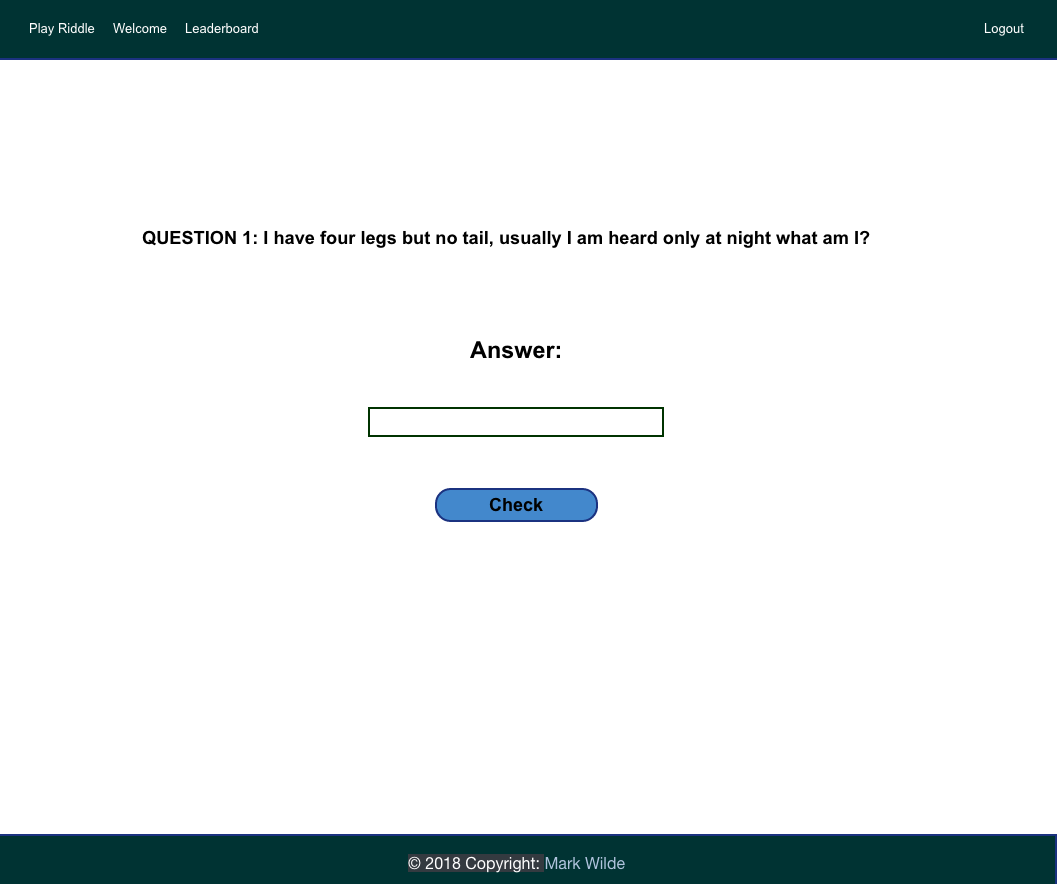 Play Riddle Welcome Leaderboard Logout
QUESTION 1: I have four legs but no tail, usually I am heard only at night what am I?
Answer:
Check
© 2018 Copyright: Mark Wilde